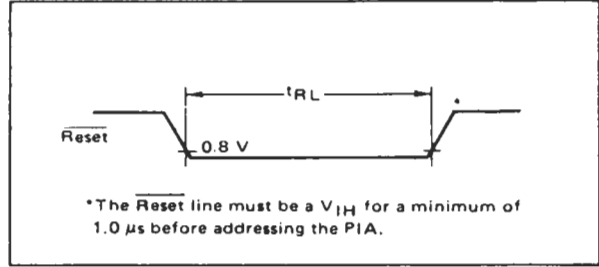 tRL
*
Reset
0.8 V
*The Reset line must be a VIH for a minimum of
1.0 µs before addressing the PIA.